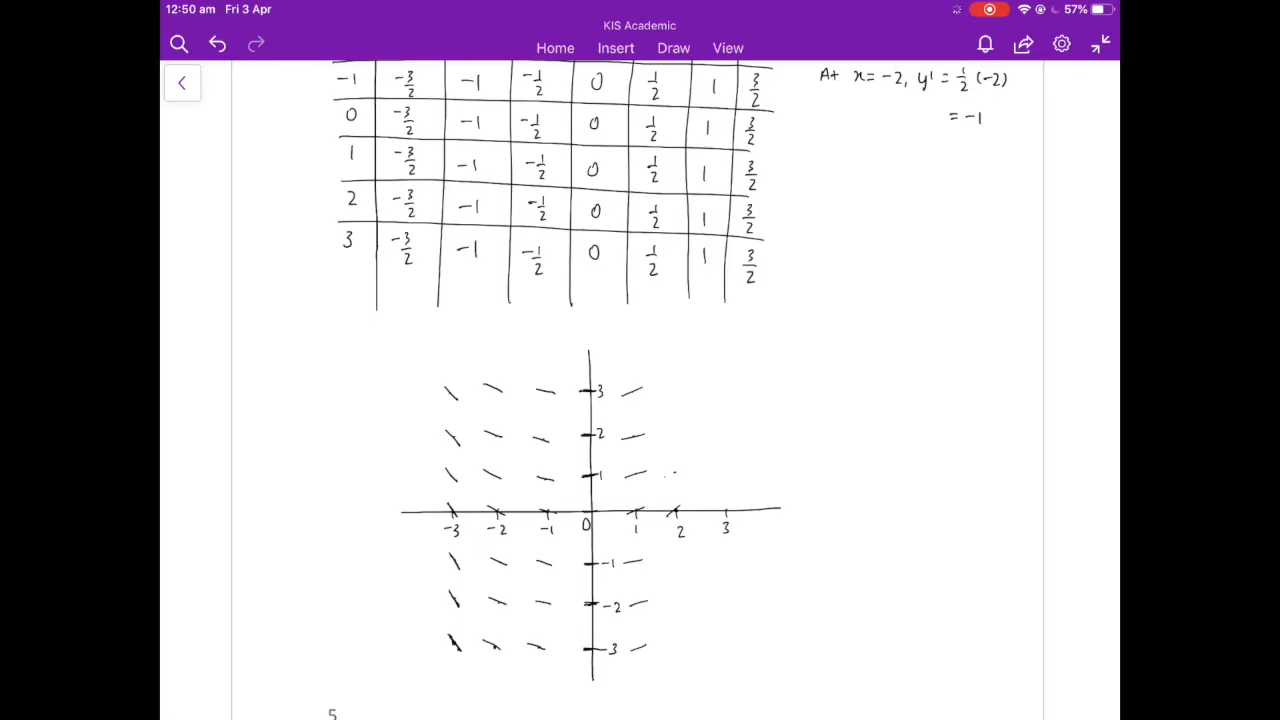 12:50 am Fri 3 Apr 57%
KIS Academic
Home Insert Draw View
-1 -3/2 -1 -1/2 0 1/2 1 3/2
0 -3/2 -1 -1/2 0 1/2 1 3/2
1 -3/2 -1 -1/2 0 1/2 1 3/2
2 -3/2 -1 -1/2 0 1/2 1 3/2
3 -3/2 -1 -1/2 0 1/2 1 3/2
At x = -2, y' = 1/2 (-2)
= -1
3
2
1
-3 -2 -1 0 1 2 3
-1
-2
-3
5